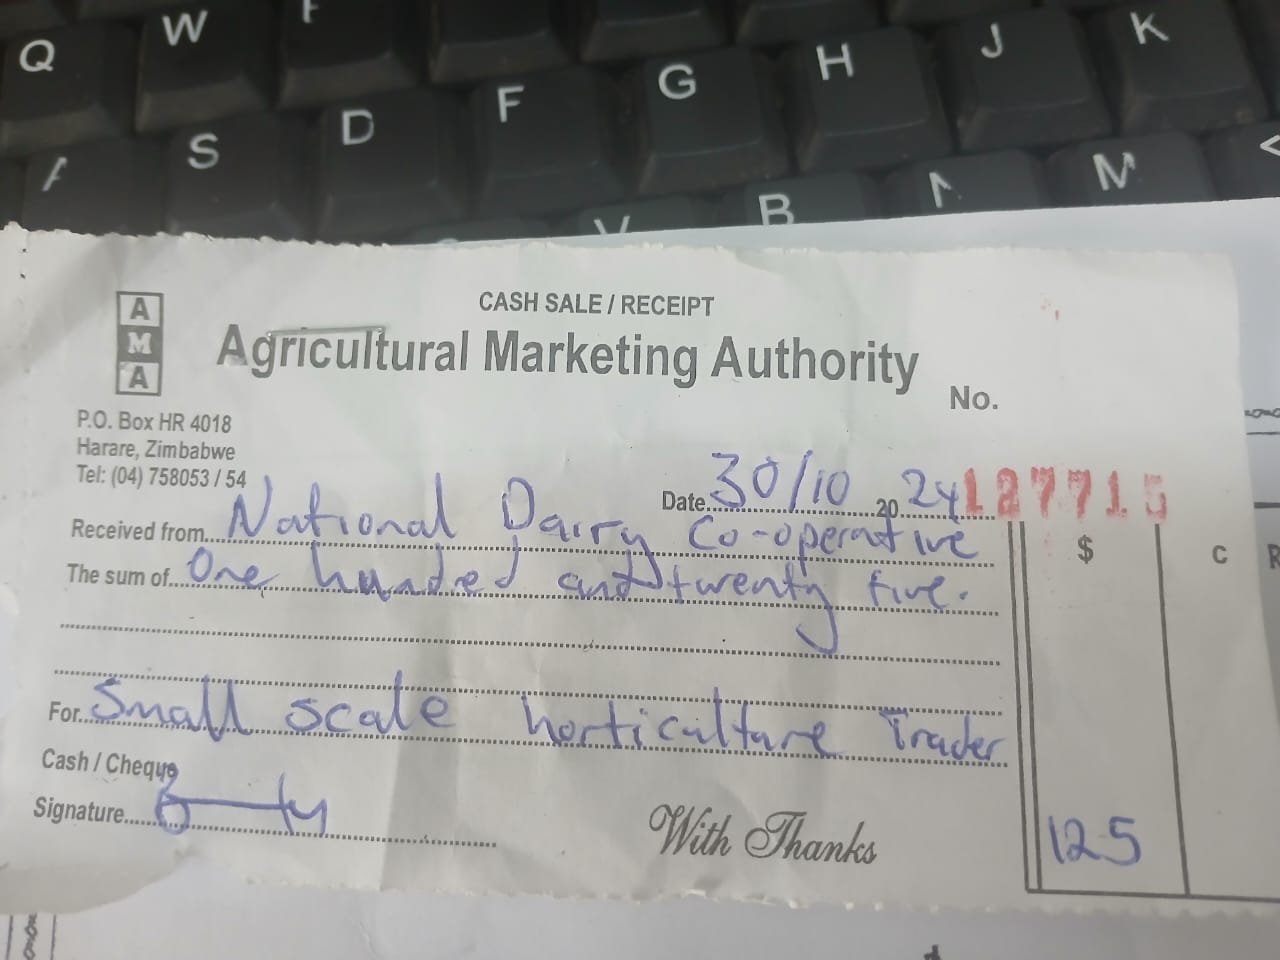 Q W
A S D F G H J K
V B N M <
CASH SALE / RECEIPT
A
M
A
Agricultural Marketing Authority
No.
P.O. Box HR 4018
Harare, Zimbabwe
Tel: (04) 758053 / 54
Date 30/10 20 24 127715
Received from National Dairy Co-operative
The sum of One hundred and twenty five.
$ C
For Small scale horticulture Trader
Cash / Cheque
Signature
With Thanks
125